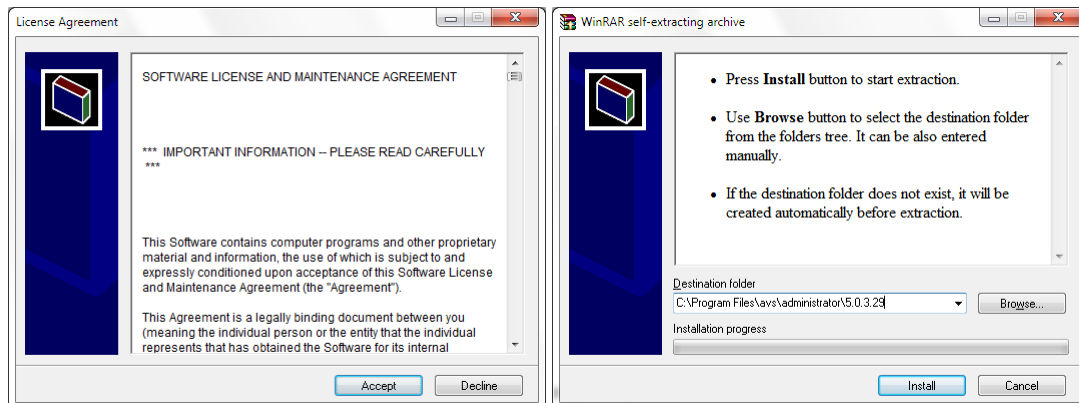 License Agreement
SOFTWARE LICENSE AND MAINTENANCE AGREEMENT
*** IMPORTANT INFORMATION -- PLEASE READ CAREFULLY
***
This Software contains computer programs and other proprietary
material and information, the use of which is subject to and
expressly conditioned upon acceptance of this Software License
and Maintenance Agreement (the "Agreement").
This Agreement is a legally binding document between you
(meaning the individual person or the entity that the individual
represents that has obtained the Software for its internal
Accept
Decline
WinRAR self-extracting archive
• Press Install button to start extraction.
• Use Browse button to select the destination folder
from the folders tree. It can be also entered
manually.
• If the destination folder does not exist, it will be
created automatically before extraction.
Destination folder
C:\Program Files\avs\administrator\5.0.3.29
Browse...
Installation progress
Install
Cancel